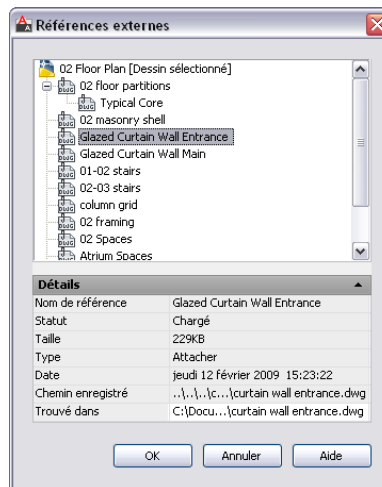 Références externes
02 Floor Plan [Dessin sélectionné]
02 floor partitions
Typical Core
02 masonry shell
Glazed Curtain Wall Entrance
Glazed Curtain Wall Main
01-02 stairs
02-03 stairs
column grid
02 framing
02 Spaces
Atrium Spaces
Détails
Nom de référence Glazed Curtain Wall Entrance
Statut Chargé
Taille 229KB
Type Attacher
Date jeudi 12 février 2009 15:23:22
Chemin enregistré ..\..\..\c...\curtain wall entrance.dwg
Trouvé dans C:\Docu...\curtain wall entrance.dwg
OK Annuler Aide